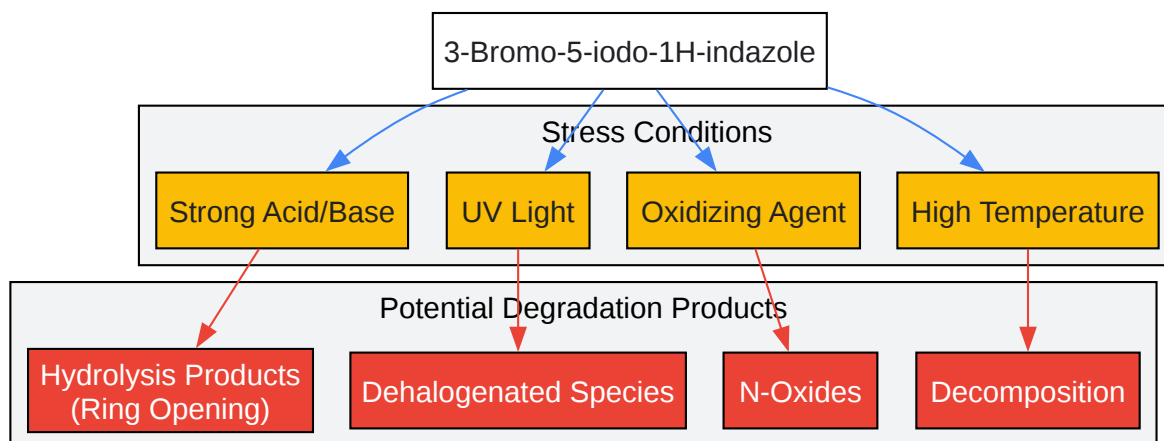 3-Bromo-5-iodo-1H-indazole
Stress Conditions
Strong Acid/Base
UV Light
Oxidizing Agent
High Temperature
Potential Degradation Products
Hydrolysis Products
(Ring Opening)
Dehalogenated Species
N-Oxides
Decomposition